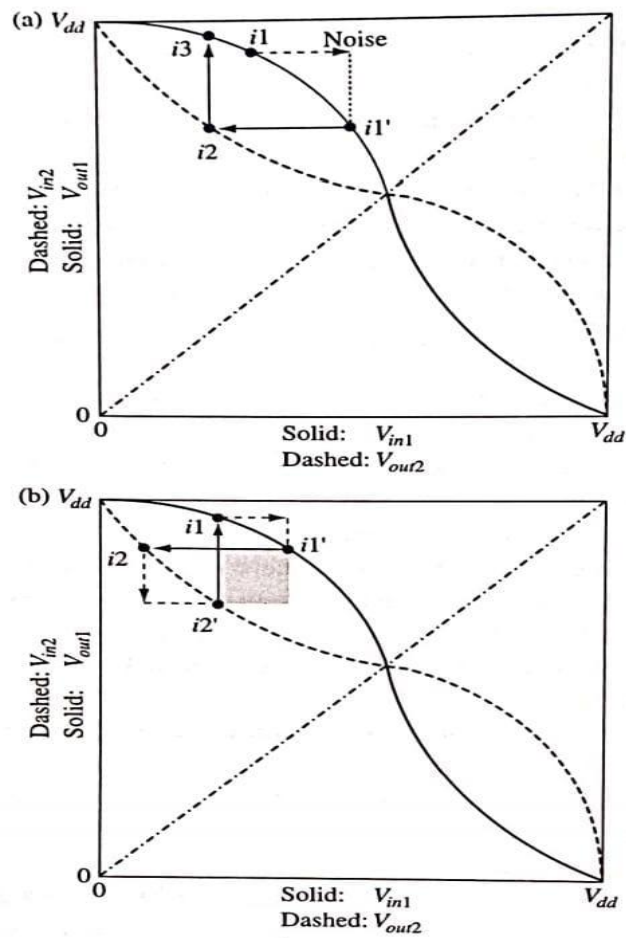 (a) V_dd
i3
i1
Noise
i1'
i2
Dashed: V_in2
Solid: V_out1
0
0
V_dd
Solid: V_in1
Dashed: V_out2
(b) V_dd
i1
i2
i1'
i2'
Dashed: V_in2
Solid: V_out1
0
0
V_dd
Solid: V_in1
Dashed: V_out2